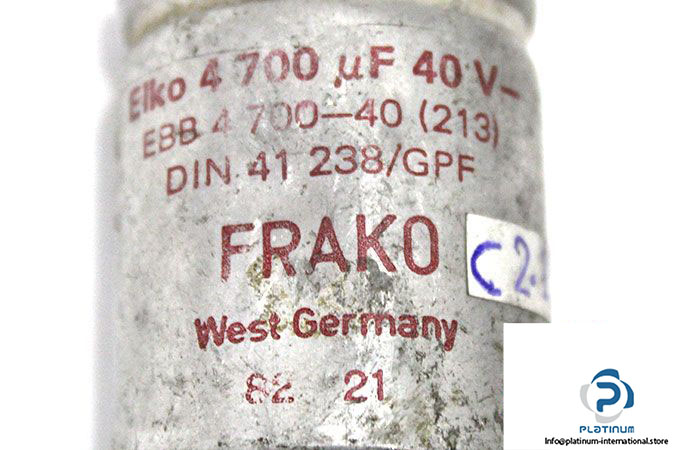 Elko 4 700 µF 40 V–
EBB 4 700–40 (213)
DIN 41 238/GPF
FRAKO
C2.
West Germany
82 21
PLATINUM
Info@platinum-international.store